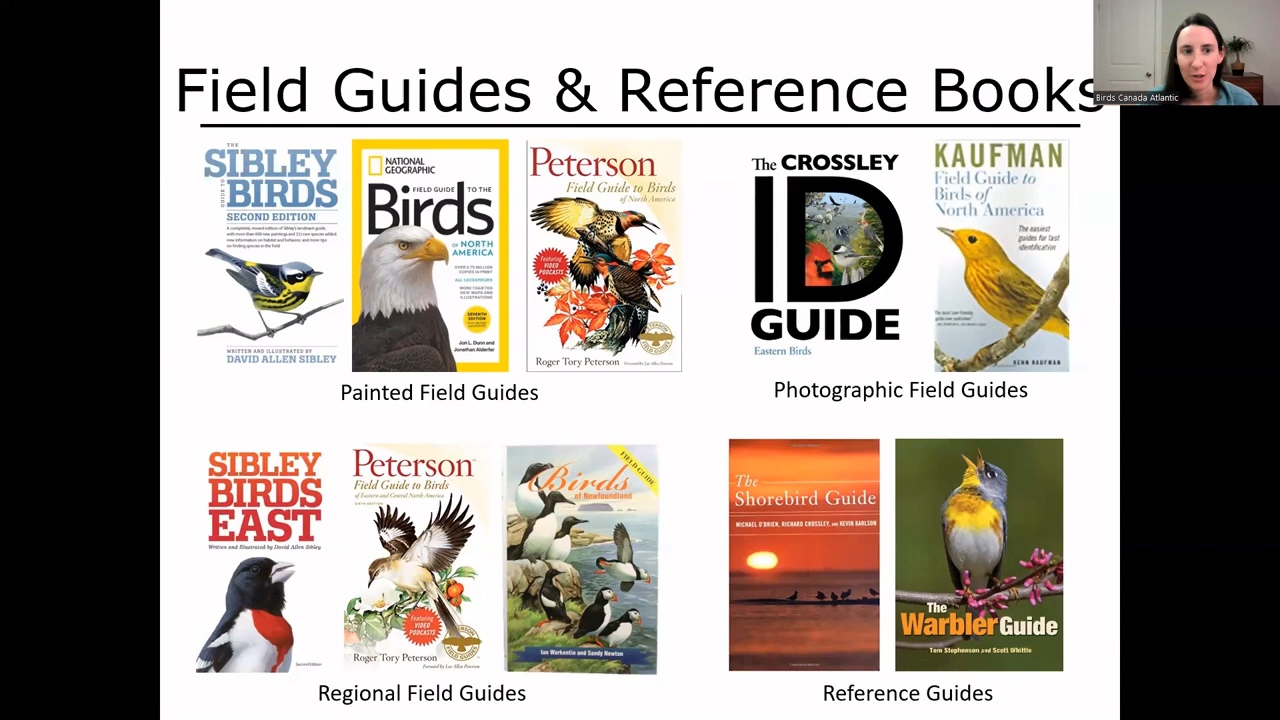 Field Guides & Reference Books
Birds Canada Atlantic
THE
SIBLEY
GUIDE TO
BIRDS
SECOND EDITION
WRITTEN AND ILLUSTRATED BY
DAVID ALLEN SIBLEY
NATIONAL
GEOGRAPHIC
FIELD GUIDE TO THE
Birds
OF NORTH
AMERICA
SEVENTH
EDITION
Jon L. Dunn and
Jonathan Alderfer
Peterson
Field Guide to Birds
of North America
Featuring
VIDEO
PODCASTS
Roger Tory Peterson
The CROSSLEY
ID
GUIDE
Eastern Birds
KAUFMAN
Field Guide to
Birds of
North America
The easiest
guides for fast
identification
KENN KAUFMAN
Painted Field Guides
Photographic Field Guides
SIBLEY
BIRDS
EAST
Written and Illustrated by David Allen Sibley
Second Edition
Peterson
Field Guide to Birds
of Eastern and Central North America
Featuring
VIDEO
PODCASTS
Roger Tory Peterson
FIELD GUIDE
Birds
of Newfoundland
Ian Warkentin and Sandy Newton
The
Shorebird Guide
MICHAEL O'BRIEN, RICHARD CROSSLEY, AND KEVIN KARLSON
The
Warbler Guide
Tom Stephenson and Scott Whittle
Regional Field Guides
Reference Guides